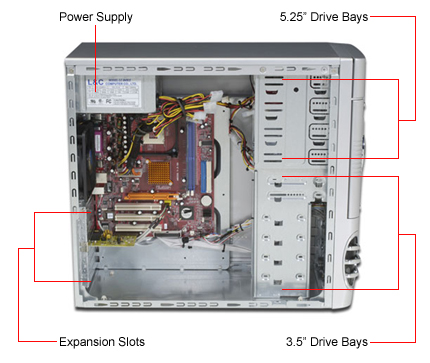 Power Supply
5.25” Drive Bays
L&C
Expansion Slots
3.5” Drive Bays